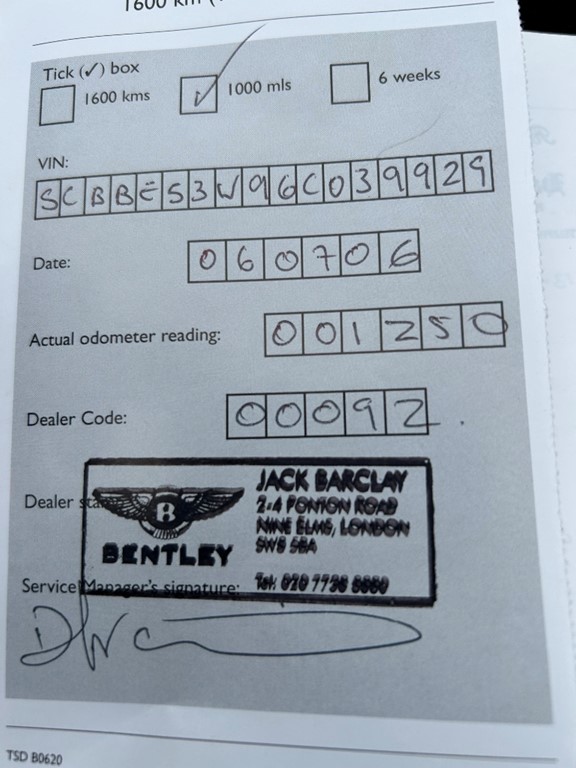 1600 km
Tick (✓) box
1600 kms
✓ 1000 mls
6 weeks
VIN:
SCBBE53W96C039929
Date:
060706
Actual odometer reading:
001250
Dealer Code:
00092
Dealer
B
BENTLEY
JACK BARCLAY
2-4 PONTON ROAD
NINE ELMS, LONDON
SW8 5BA
Tel: 020 7738
Service Manager's signature:
TSD B0620